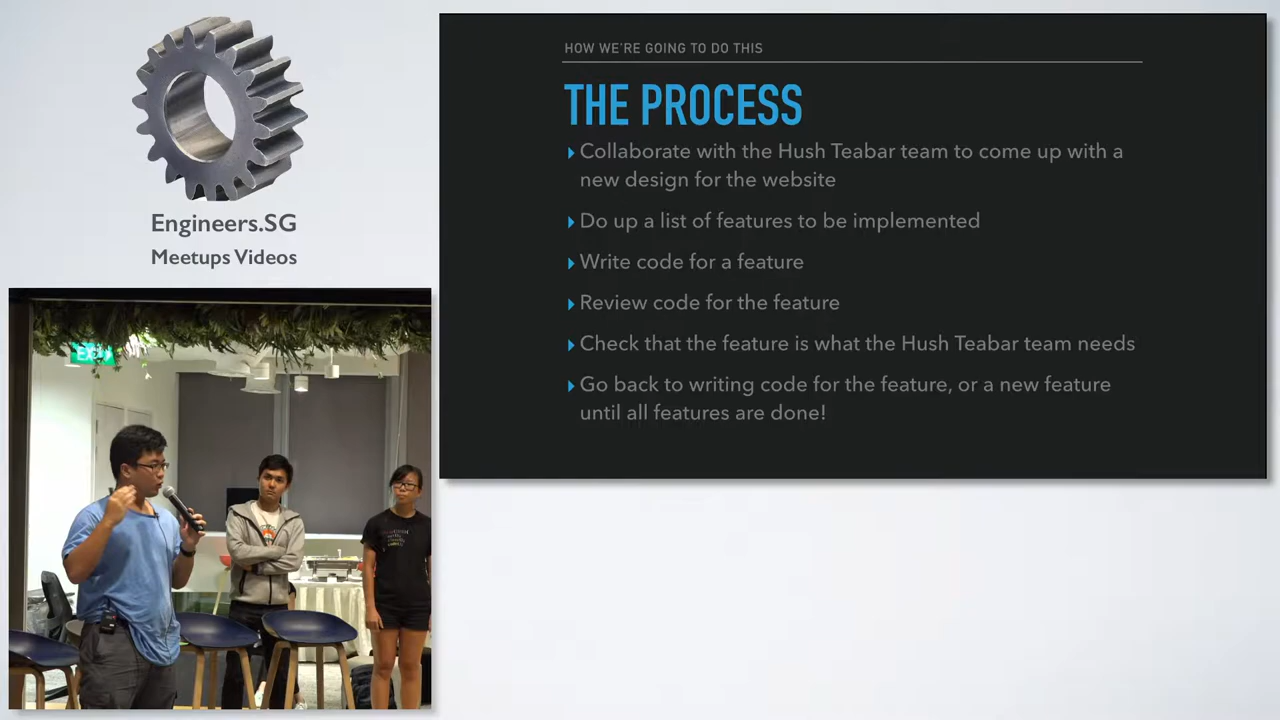 Engineers.SG
Meetups Videos
HOW WE'RE GOING TO DO THIS
THE PROCESS
Collaborate with the Hush Teabar team to come up with a
new design for the website
Do up a list of features to be implemented
Write code for a feature
Review code for the feature
Check that the feature is what the Hush Teabar team needs
Go back to writing code for the feature, or a new feature
until all features are done!
EXIT